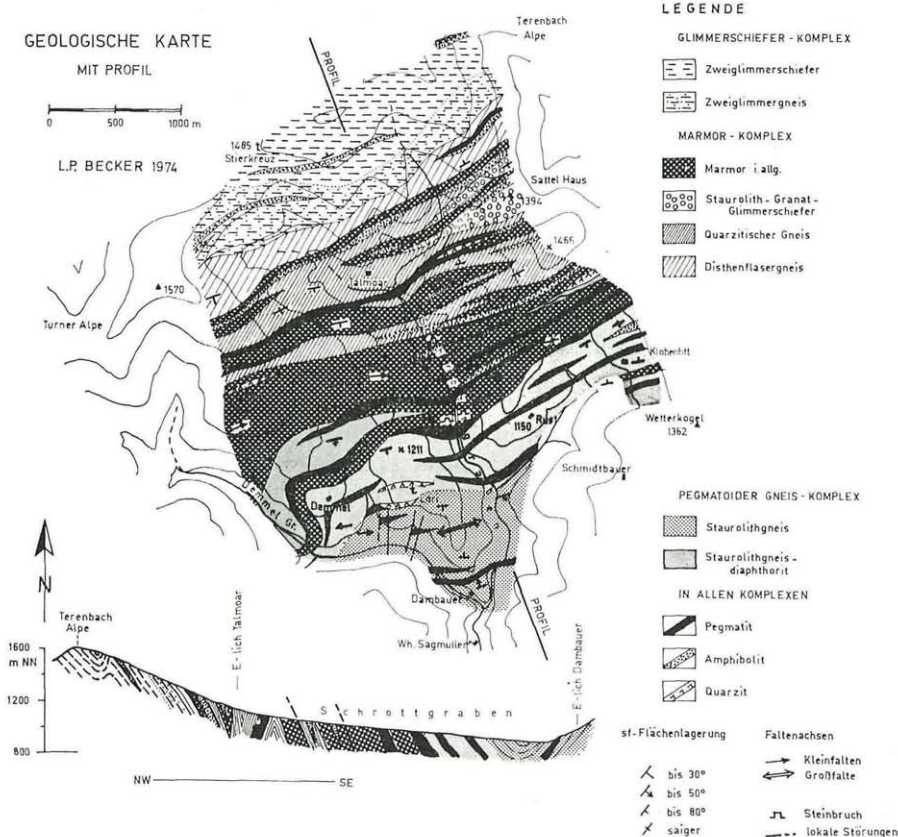 GEOLOGISCHE KARTE
MIT PROFIL
0 500 1000 m
L.P. BECKER 1974
PROFIL
Terenbach
Alpe
1485
Stierkreuz
Sattel Haus
1394
1466
Talmoar
1570
Turner Alpe
Klobenhtt
Wetterkogel
1362
1150 Rust
1211
Schmidtbauer
Dammel
Dammel Gr.
Dambauer
Wh. Sagmuller
PROFIL
N
LEGENDE
GLIMMERSCHIEFER - KOMPLEX
Zweiglimmerschiefer
Zweiglimmergneis
MARMOR - KOMPLEX
Marmor i. allg.
Staurolith - Granat -
Glimmerschiefer
Quarzitischer Gneis
Disthenflasergneis
PEGMATOIDER GNEIS - KOMPLEX
Staurolithgneis
Staurolithgneis -
diaphthorit
IN ALLEN KOMPLEXEN
Pegmatit
Amphibolit
Quarzit
sf-Flächenlagerung
bis 30°
bis 50°
bis 80°
saiger
Faltenachsen
Kleinfalten
Großfalte
Steinbruch
lokale Störungen
Terenbach
Alpe
E-lich Talmoar
E-lich Dambauer
Schrottgraben
1600
m NN
1200
800
NW SE